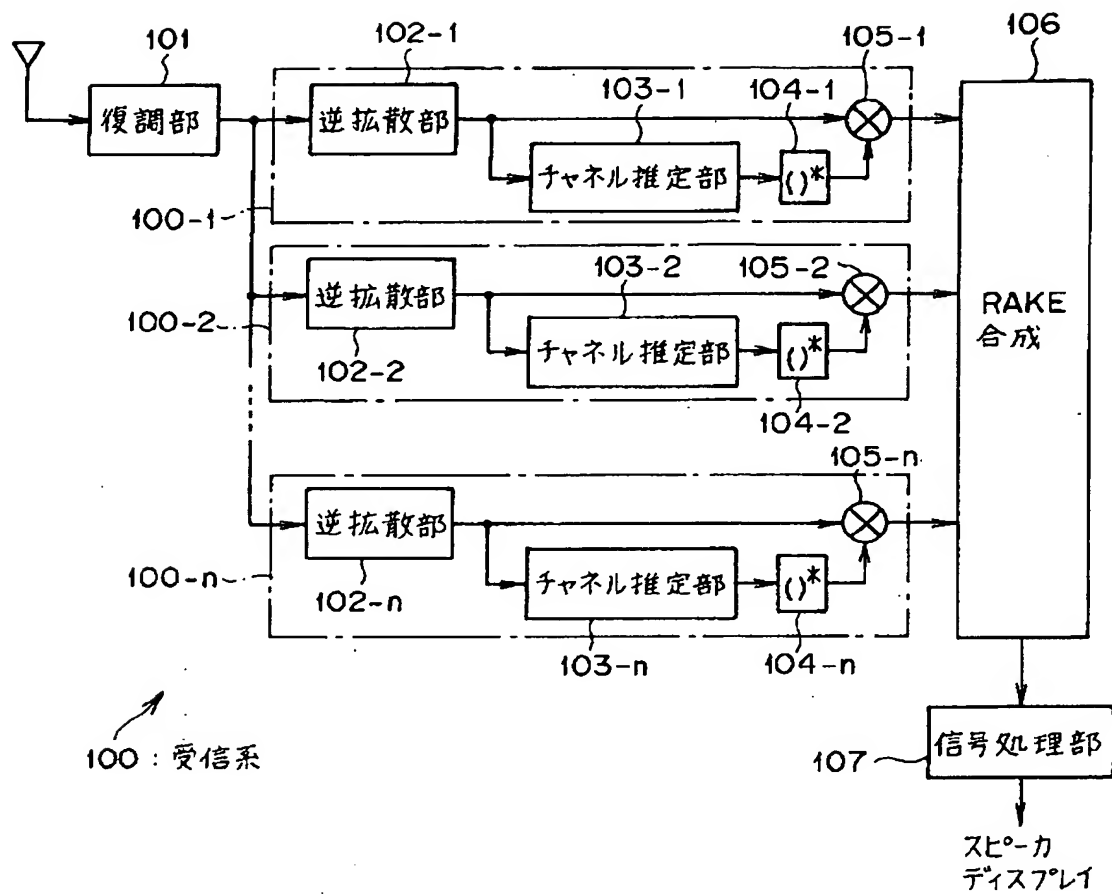 101
復調部
102-1
逆拡散部
103-1
チャネル推定部
104-1
()*
105-1
100-1
106
RAKE
合成
逆拡散部
102-2
103-2
チャネル推定部
()*
104-2
105-2
100-2
逆拡散部
102-n
チャネル推定部
103-n
()*
104-n
105-n
100-n
100:受信系
信号処理部
107
スピーカ
ディスプレイ